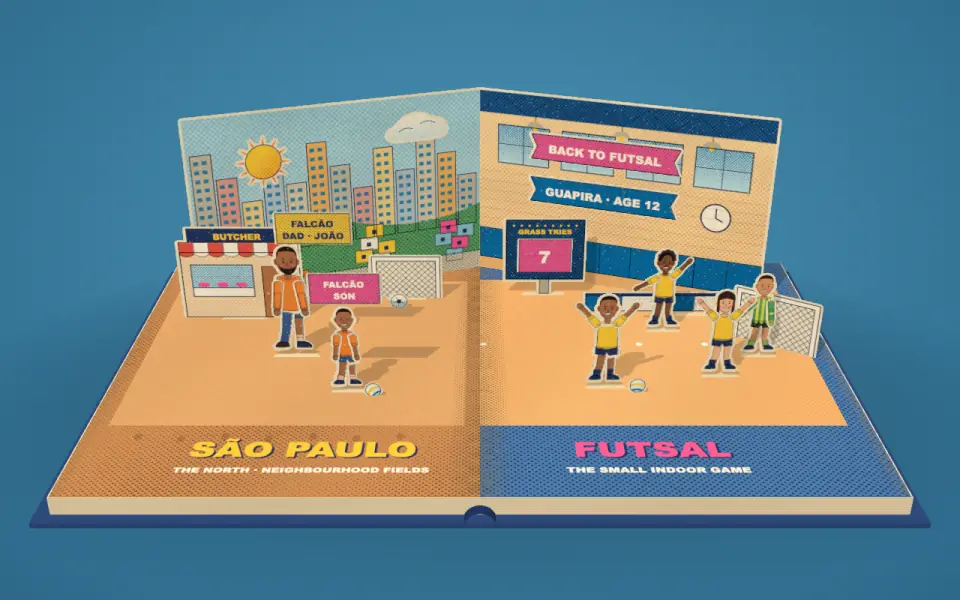 BUTCHER
FALCÃO
DAD · JOÃO
FALCÃO
SON
SÃO PAULO
THE NORTH · NEIGHBOURHOOD FIELDS
BACK TO FUTSAL
GUAPIRA · AGE 12
GRASS TRIES
7
FUTSAL
THE SMALL INDOOR GAME